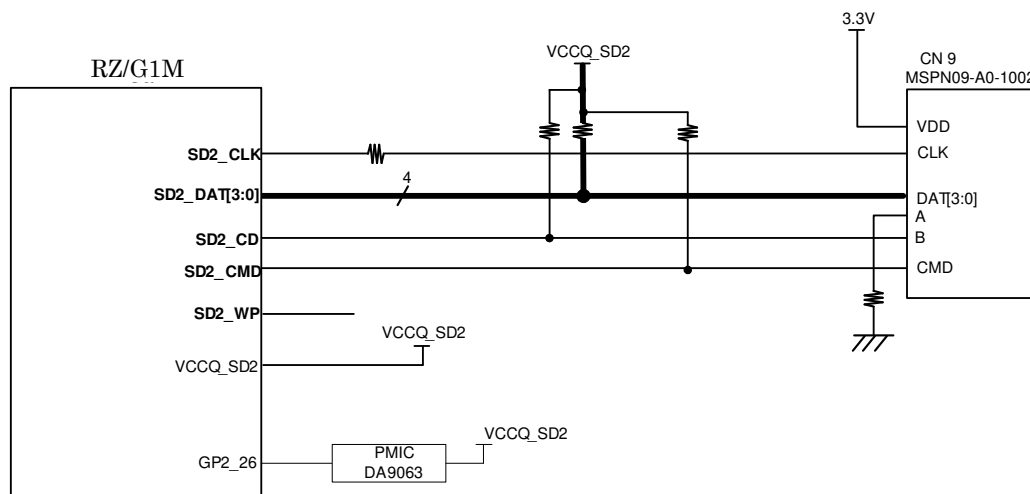 3.3V
RZ/G1M
VCCQ_SD2
CN 9
MSPN09-A0-1002
VDD
SD2_CLK
CLK
4
SD2_DAT[3:0]
DAT[3:0]
A
SD2_CD
B
SD2_CMD
CMD
SD2_WP
VCCQ_SD2
VCCQ_SD2
VCCQ_SD2
GP2_26
PMIC
DA9063